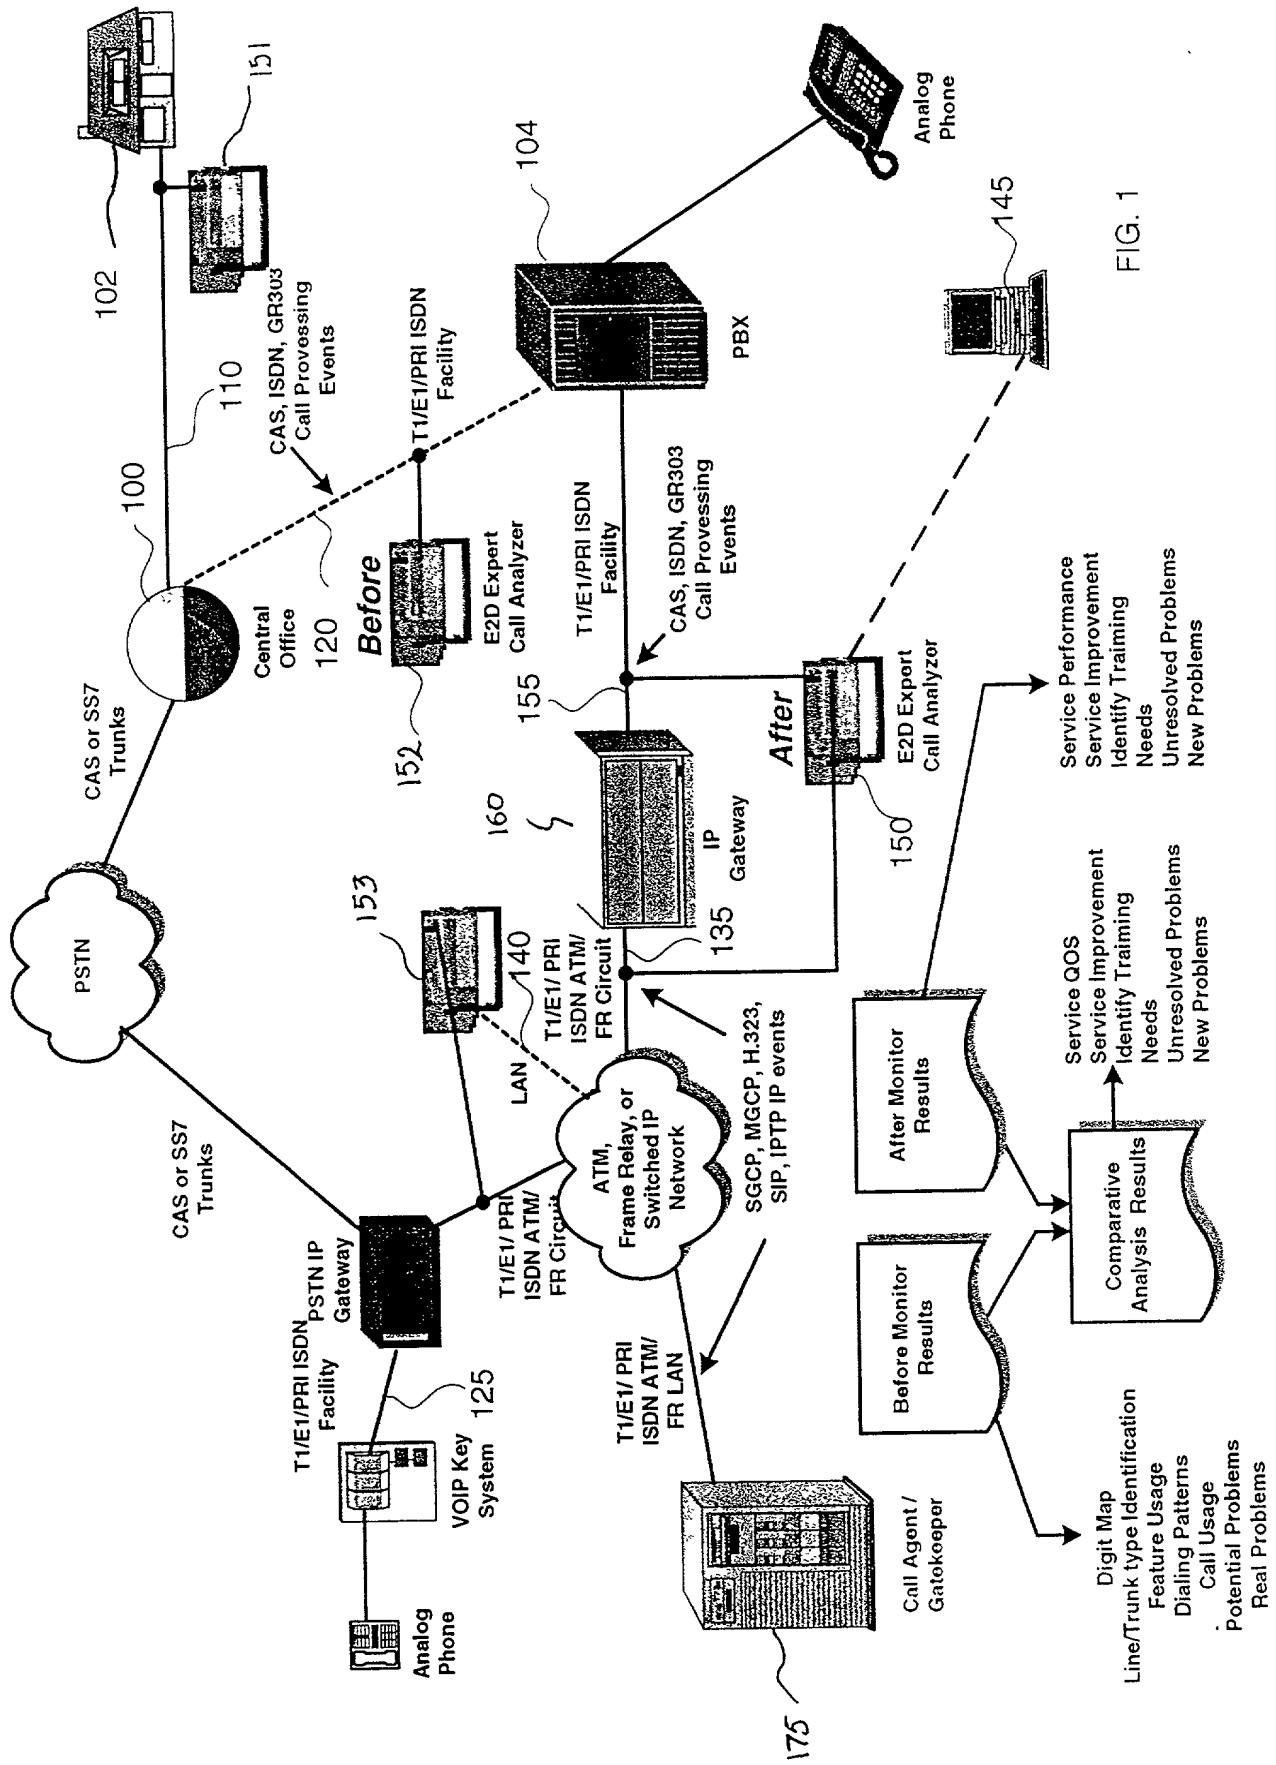 Analog
Phone
VOIP Key
System
T1/E1/PRI ISDN
Facility
125
PSTN IP
Gateway
CAS or SS7
Trunks
PSTN
CAS or SS7
Trunks
Central
Office
100
110
102
151
CAS, ISDN, GR303
Call Provessing
Events
120
T1/E1/PRI ISDN
Facility
Before
152
E2D Expert
Call Analyzer
104
PBX
Analog
Phone
153
LAN
140
T1/E1/ PRI
ISDN ATM/
FR Circuit
T1/E1/ PRI
ISDN ATM/
FR Circuit
ATM,
Frame Relay, or
Switched IP
Network
135
160
IP
Gateway
155
T1/E1/PRI ISDN
Facility
CAS, ISDN, GR303
Call Provessing
Events
After
150
E2D Expert
Call Analyzer
145
SGCP, MGCP, H.323,
SIP, IPTP IP events
T1/E1/ PRI
ISDN ATM/
FR LAN
Call Agent /
Gatokeeper
175
Before Monitor
Results
After Monitor
Results
Comparative
Analysis Results
Digit Map
Line/Trunk type Identification
Feature Usage
Dialing Patterns
Call Usage
Potential Problems
Real Problems
Service QOS
Service Improvement
Identify Traiming
Needs
Unresolved Problems
New Problems
Service Performance
Service Improvement
Identify Traiming
Needs
Unresolved Problems
New Problems
FIG. 1